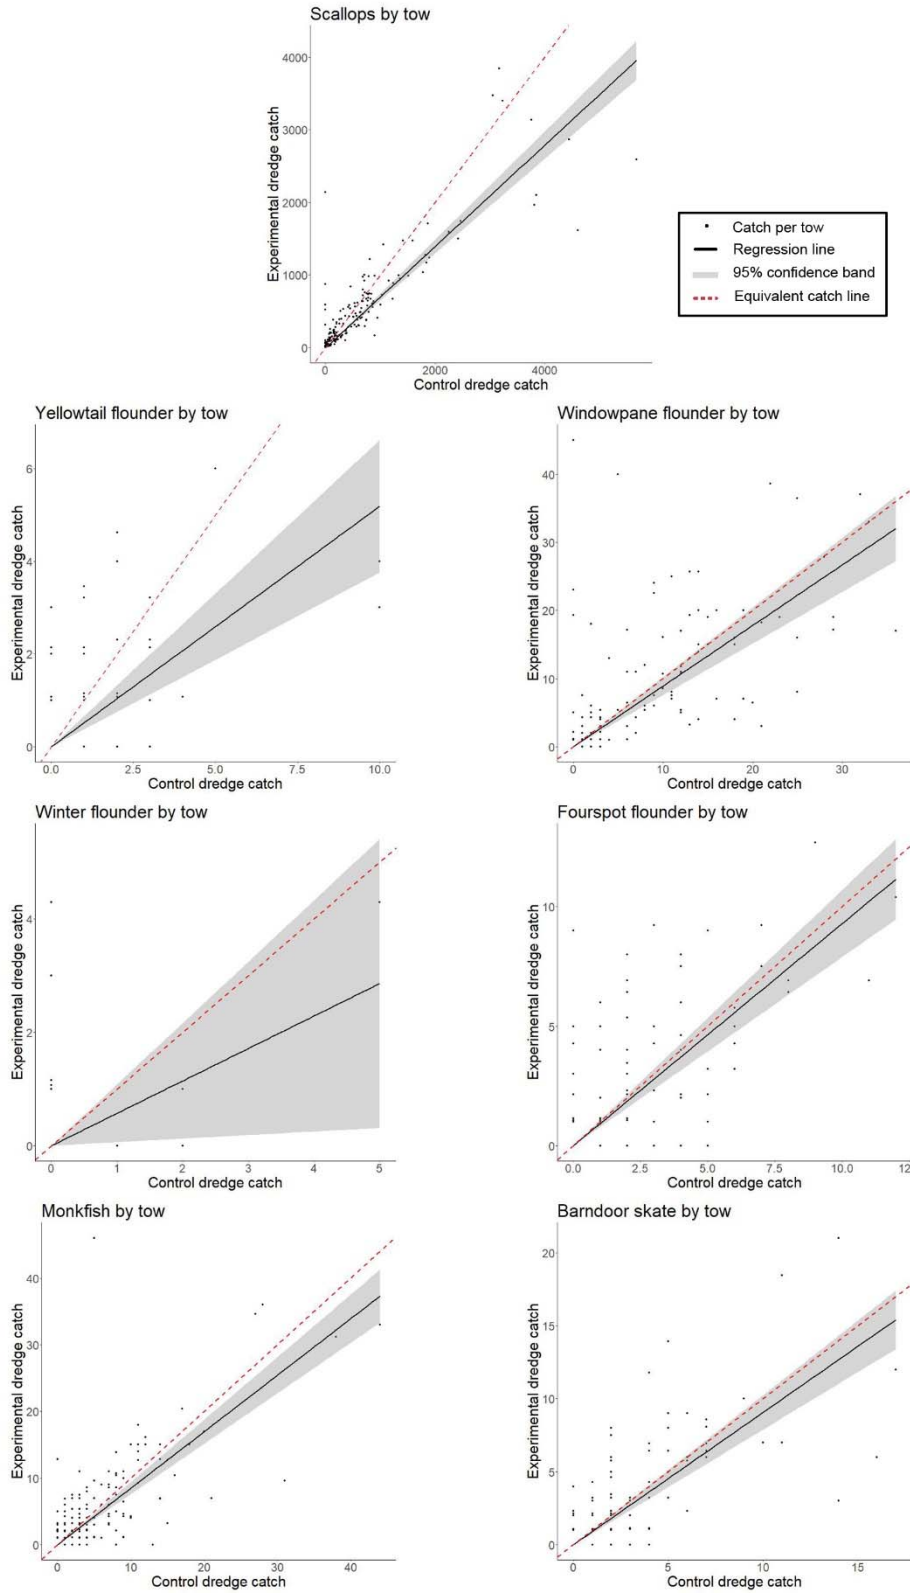 Scallops by tow
Experimental dredge catch
4000
3000
2000
1000
0
0
2000
4000
Control dredge catch
Catch per tow
Regression line
95% confidence band
Equivalent catch line
Yellowtail flounder by tow
Experimental dredge catch
6
4
2
0
0.0
2.5
5.0
7.5
10.0
Control dredge catch
Windowpane flounder by tow
Experimental dredge catch
40
30
20
10
0
0
10
20
30
Control dredge catch
Winter flounder by tow
Experimental dredge catch
4
2
0
0
1
2
3
4
5
Control dredge catch
Fourspot flounder by tow
Experimental dredge catch
10
5
0
0.0
2.5
5.0
7.5
10.0
Control dredge catch
Monkfish by tow
Experimental dredge catch
40
30
20
10
0
0
10
20
30
40
Control dredge catch
Barndoor skate by tow
Experimental dredge catch
20
15
10
5
0
0
5
10
15
Control dredge catch